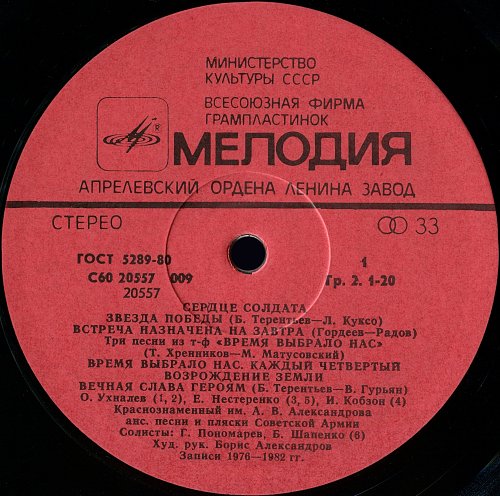 МИНИСТЕРСТВО
КУЛЬТУРЫ СССР
ВСЕСОЮЗНАЯ ФИРМА
ГРАМПЛАСТИНОК
® МЕЛОДИЯ
АПРЕЛЕВСКИЙ ОРДЕНА ЛЕНИНА ЗАВОД
СТЕРЕО 33
ГОСТ 5289-80 1
С60 20557 009 Гр. 2. 1-20
20557
СЕРДЦЕ СОЛДАТА
ЗВЕЗДА ПОБЕДЫ (Б. Терентьев—Л. Куксо)
ВСТРЕЧА НАЗНАЧЕНА НА ЗАВТРА (Гордеев—Радов)
Три песни из т-ф «ВРЕМЯ ВЫБРАЛО НАС»
(Т. Хренников—М. Матусовский)
ВРЕМЯ ВЫБРАЛО НАС. КАЖДЫЙ ЧЕТВЕРТЫЙ
ВОЗРОЖДЕНИЕ ЗЕМЛИ
ВЕЧНАЯ СЛАВА ГЕРОЯМ (Б. Терентьев—В. Гурьян)
О. Ухналев (1, 2), Е. Нестеренко (3, 5), И. Кобзон (4)
Краснознаменный им. А. В. Александрова
анс. песни и пляски Советской Армии
Солисты: Г. Пономарев, Б. Шапенко (6)
Худ. рук. Борис Александров
Записи 1976—1982 гг.